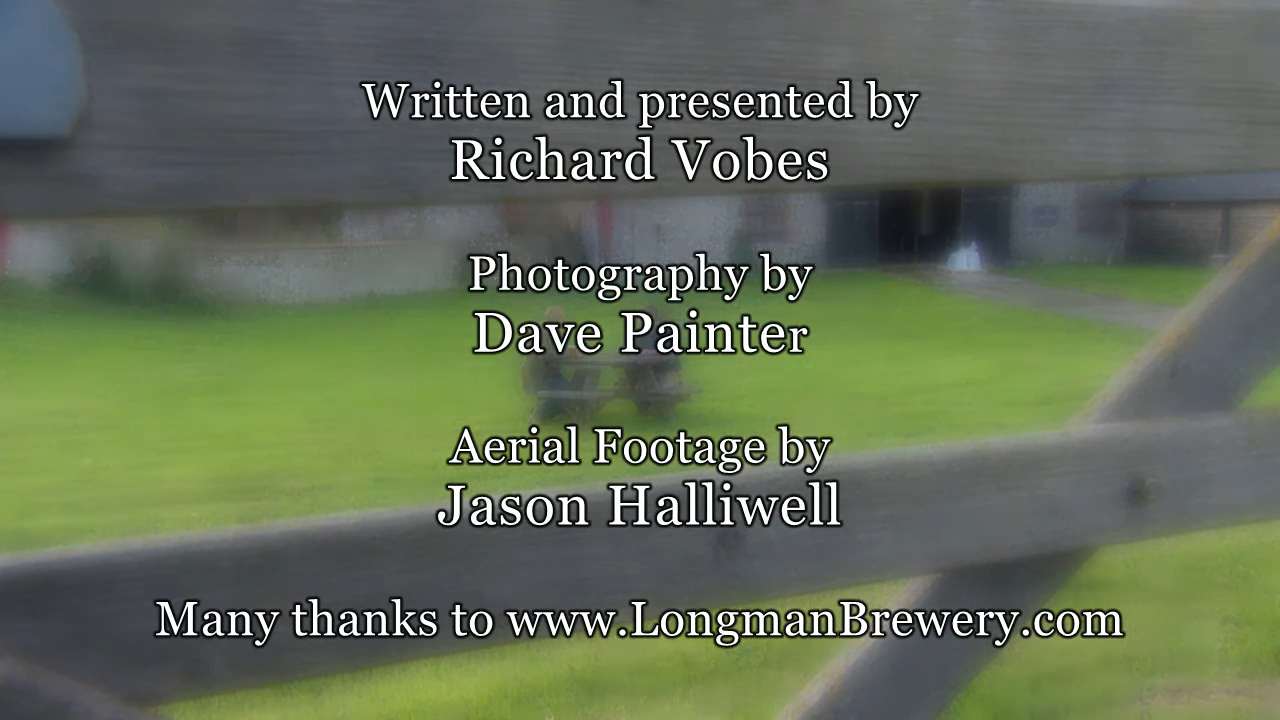 Written and presented by
Richard Vobes
Photography by
Dave Painter
Aerial Footage by
Jason Halliwell
Many thanks to www.LongmanBrewery.com